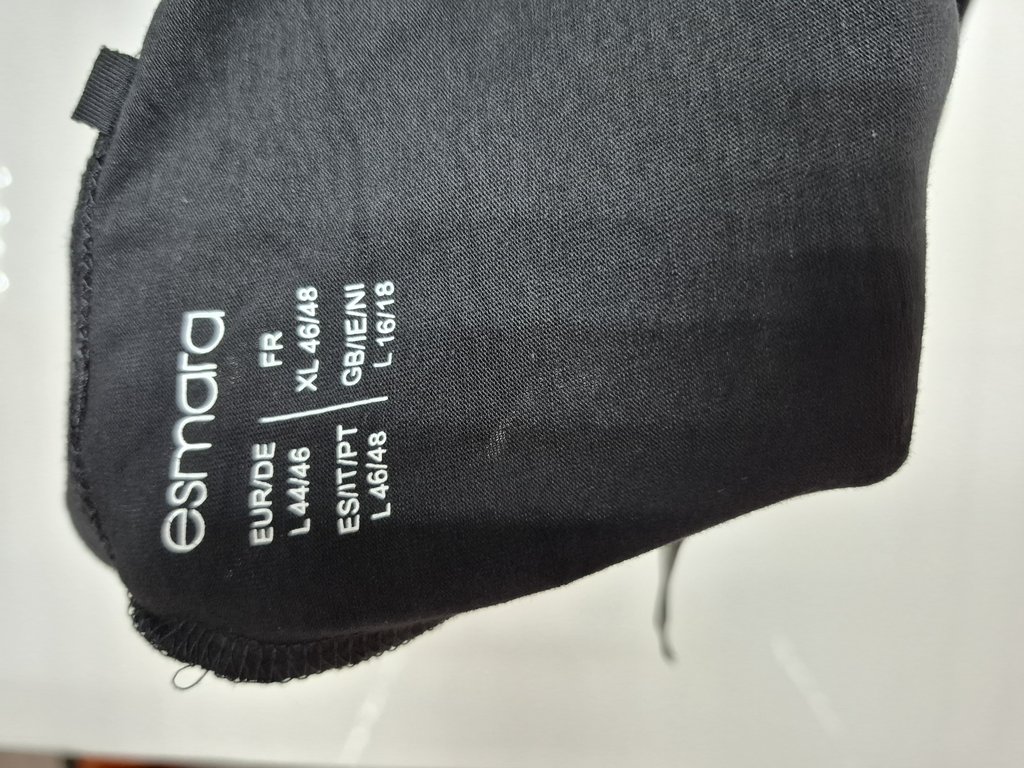 esmara
EUR/DE FR
L 44/46 XL 46/48
ES/IT/PT GB/IE/NI
L 46/48 L 16/18